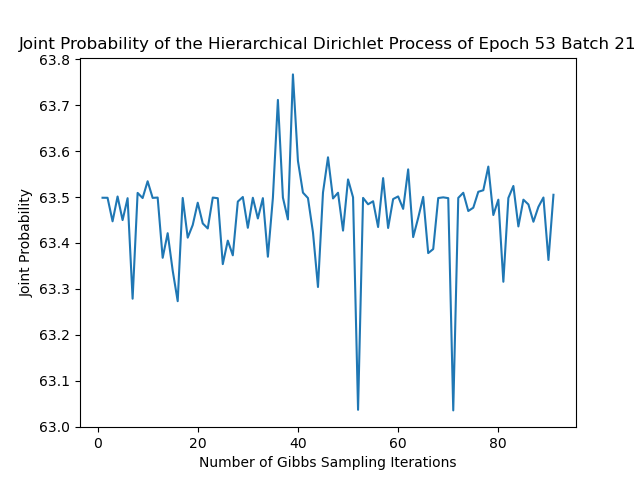 Joint Probability of the Hierarchical Dirichlet Process of Epoch 53 Batch 21
63.8
63.7
63.6
63.5
63.4
63.3
63.2
63.1
63.0
Joint Probability
0 20 40 60 80
Number of Gibbs Sampling Iterations